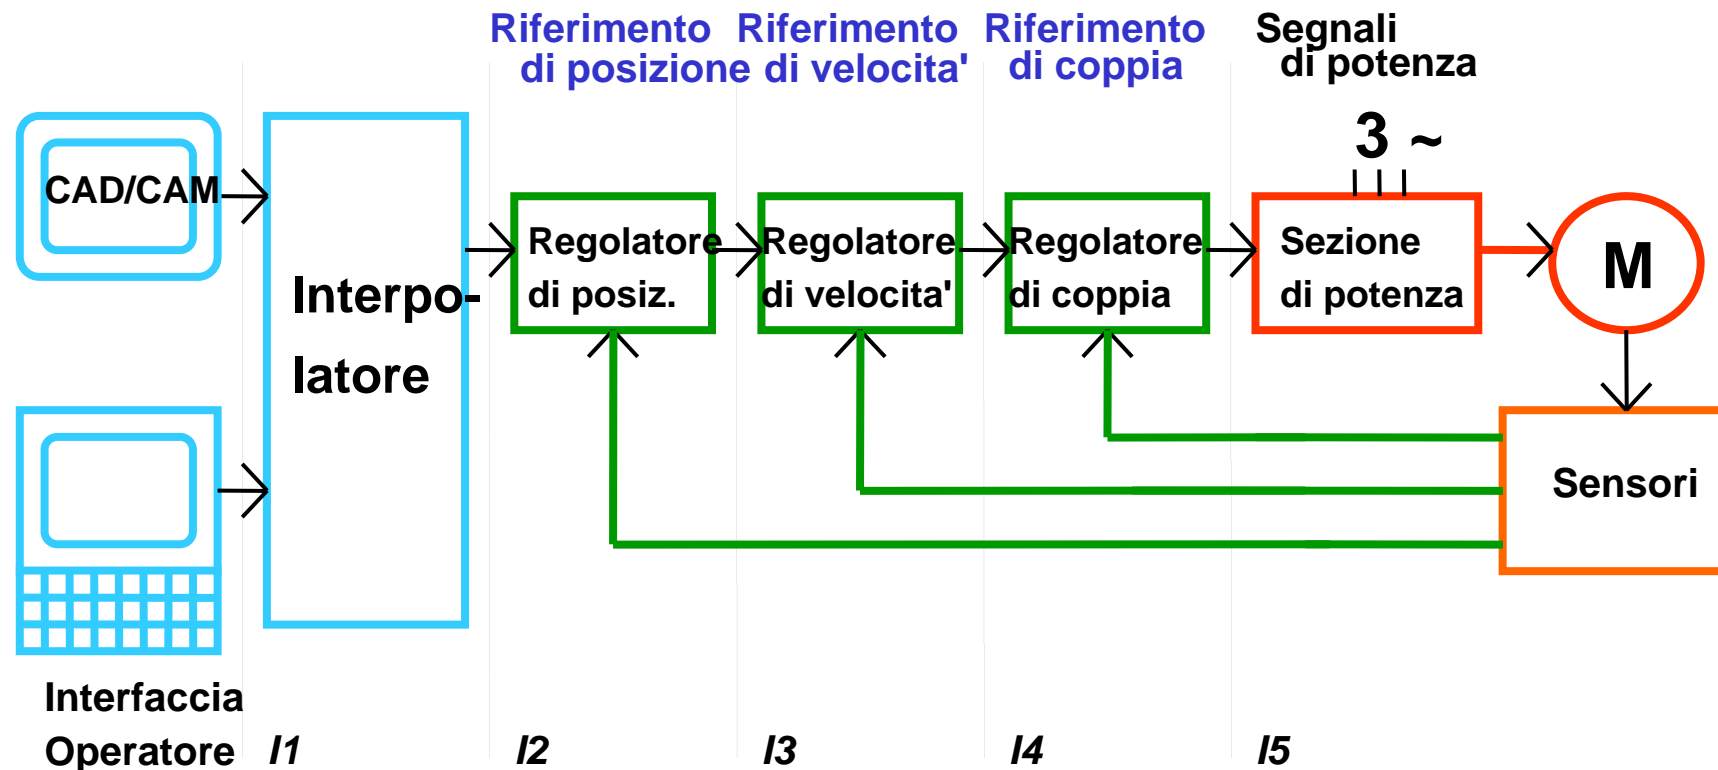 Riferimento
di posizione
Riferimento
di velocita'
Riferimento
di coppia
Segnali
di potenza
3 ~
CAD/CAM
Interpo-
latore
Regolatore
di posiz.
Regolatore
di velocita'
Regolatore
di coppia
Sezione
di potenza
M
Sensori
Interfaccia
Operatore
I1
I2
I3
I4
I5